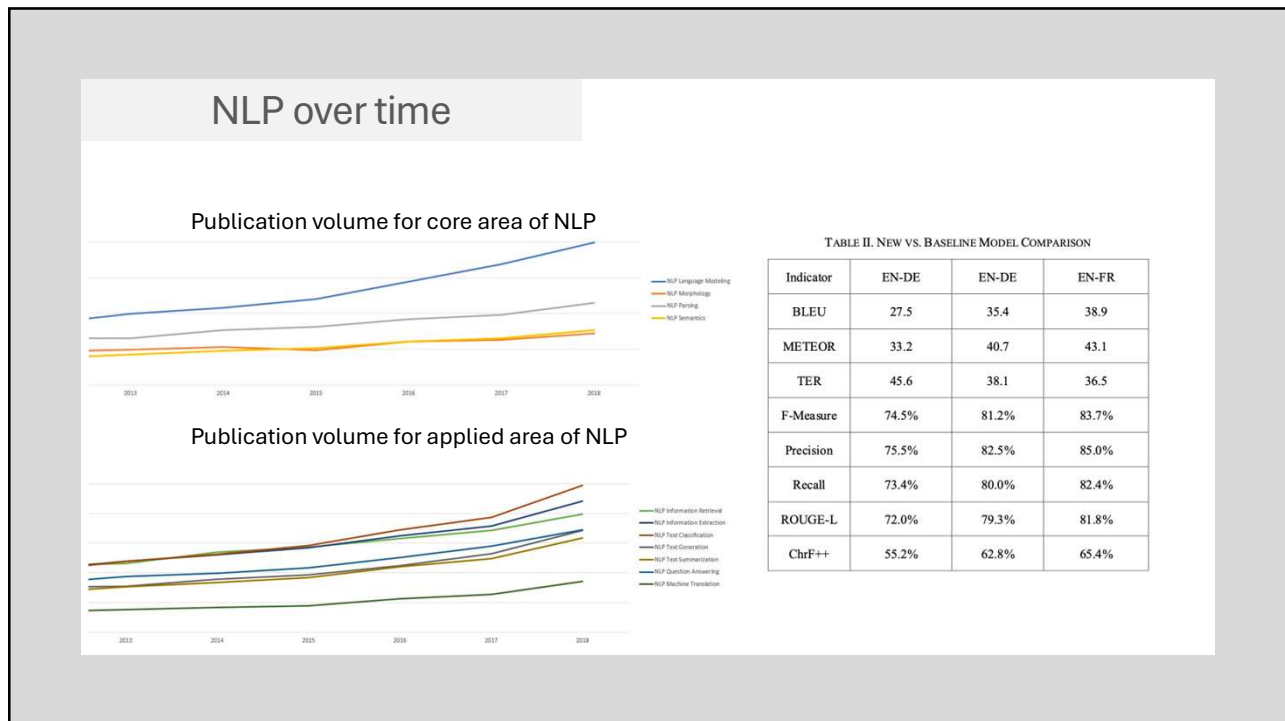 NLP over time
Publication volume for core area of NLP
NLP Language Modeling
NLP Morphology
NLP Parsing
NLP Semantics
2013 2014 2015 2016 2017 2018
Publication volume for applied area of NLP
NLP Information Retrieval
NLP Information Extraction
NLP Text Classification
NLP Text Generation
NLP Text Summarization
NLP Question Answering
NLP Machine Translation
2013 2014 2015 2016 2017 2018
TABLE II. NEW VS. BASELINE MODEL COMPARISON
Indicator EN-DE EN-DE EN-FR
BLEU 27.5 35.4 38.9
METEOR 33.2 40.7 43.1
TER 45.6 38.1 36.5
F-Measure 74.5% 81.2% 83.7%
Precision 75.5% 82.5% 85.0%
Recall 73.4% 80.0% 82.4%
ROUGE-L 72.0% 79.3% 81.8%
ChrF++ 55.2% 62.8% 65.4%